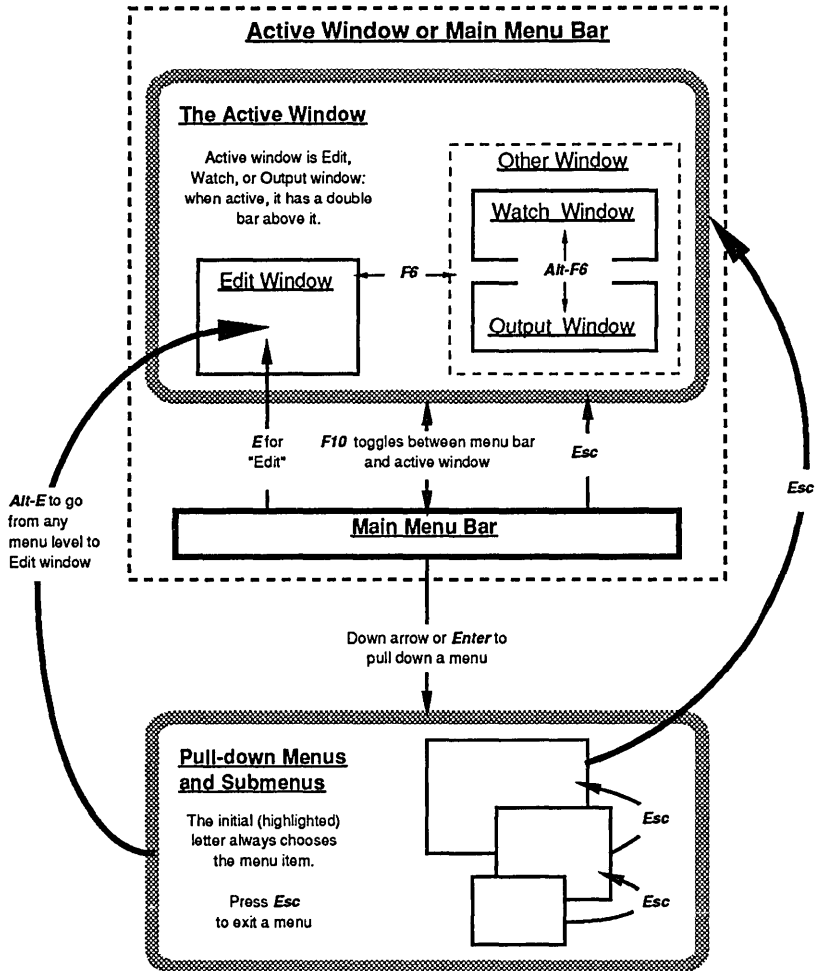 Active Window or Main Menu Bar
The Active Window
Active window is Edit,
Watch, or Output window:
when active, it has a double
bar above it.
Other Window
Watch Window
Alt-F6
Output Window
Edit Window
F6
E for
"Edit"
F10 toggles between menu bar
and active window
Esc
Esc
Alt-E to go
from any
menu level to
Edit window
Main Menu Bar
Down arrow or Enter to
pull down a menu
Pull-down Menus
and Submenus
The initial (highlighted)
letter always chooses
the menu item.
Press Esc
to exit a menu
Esc
Esc